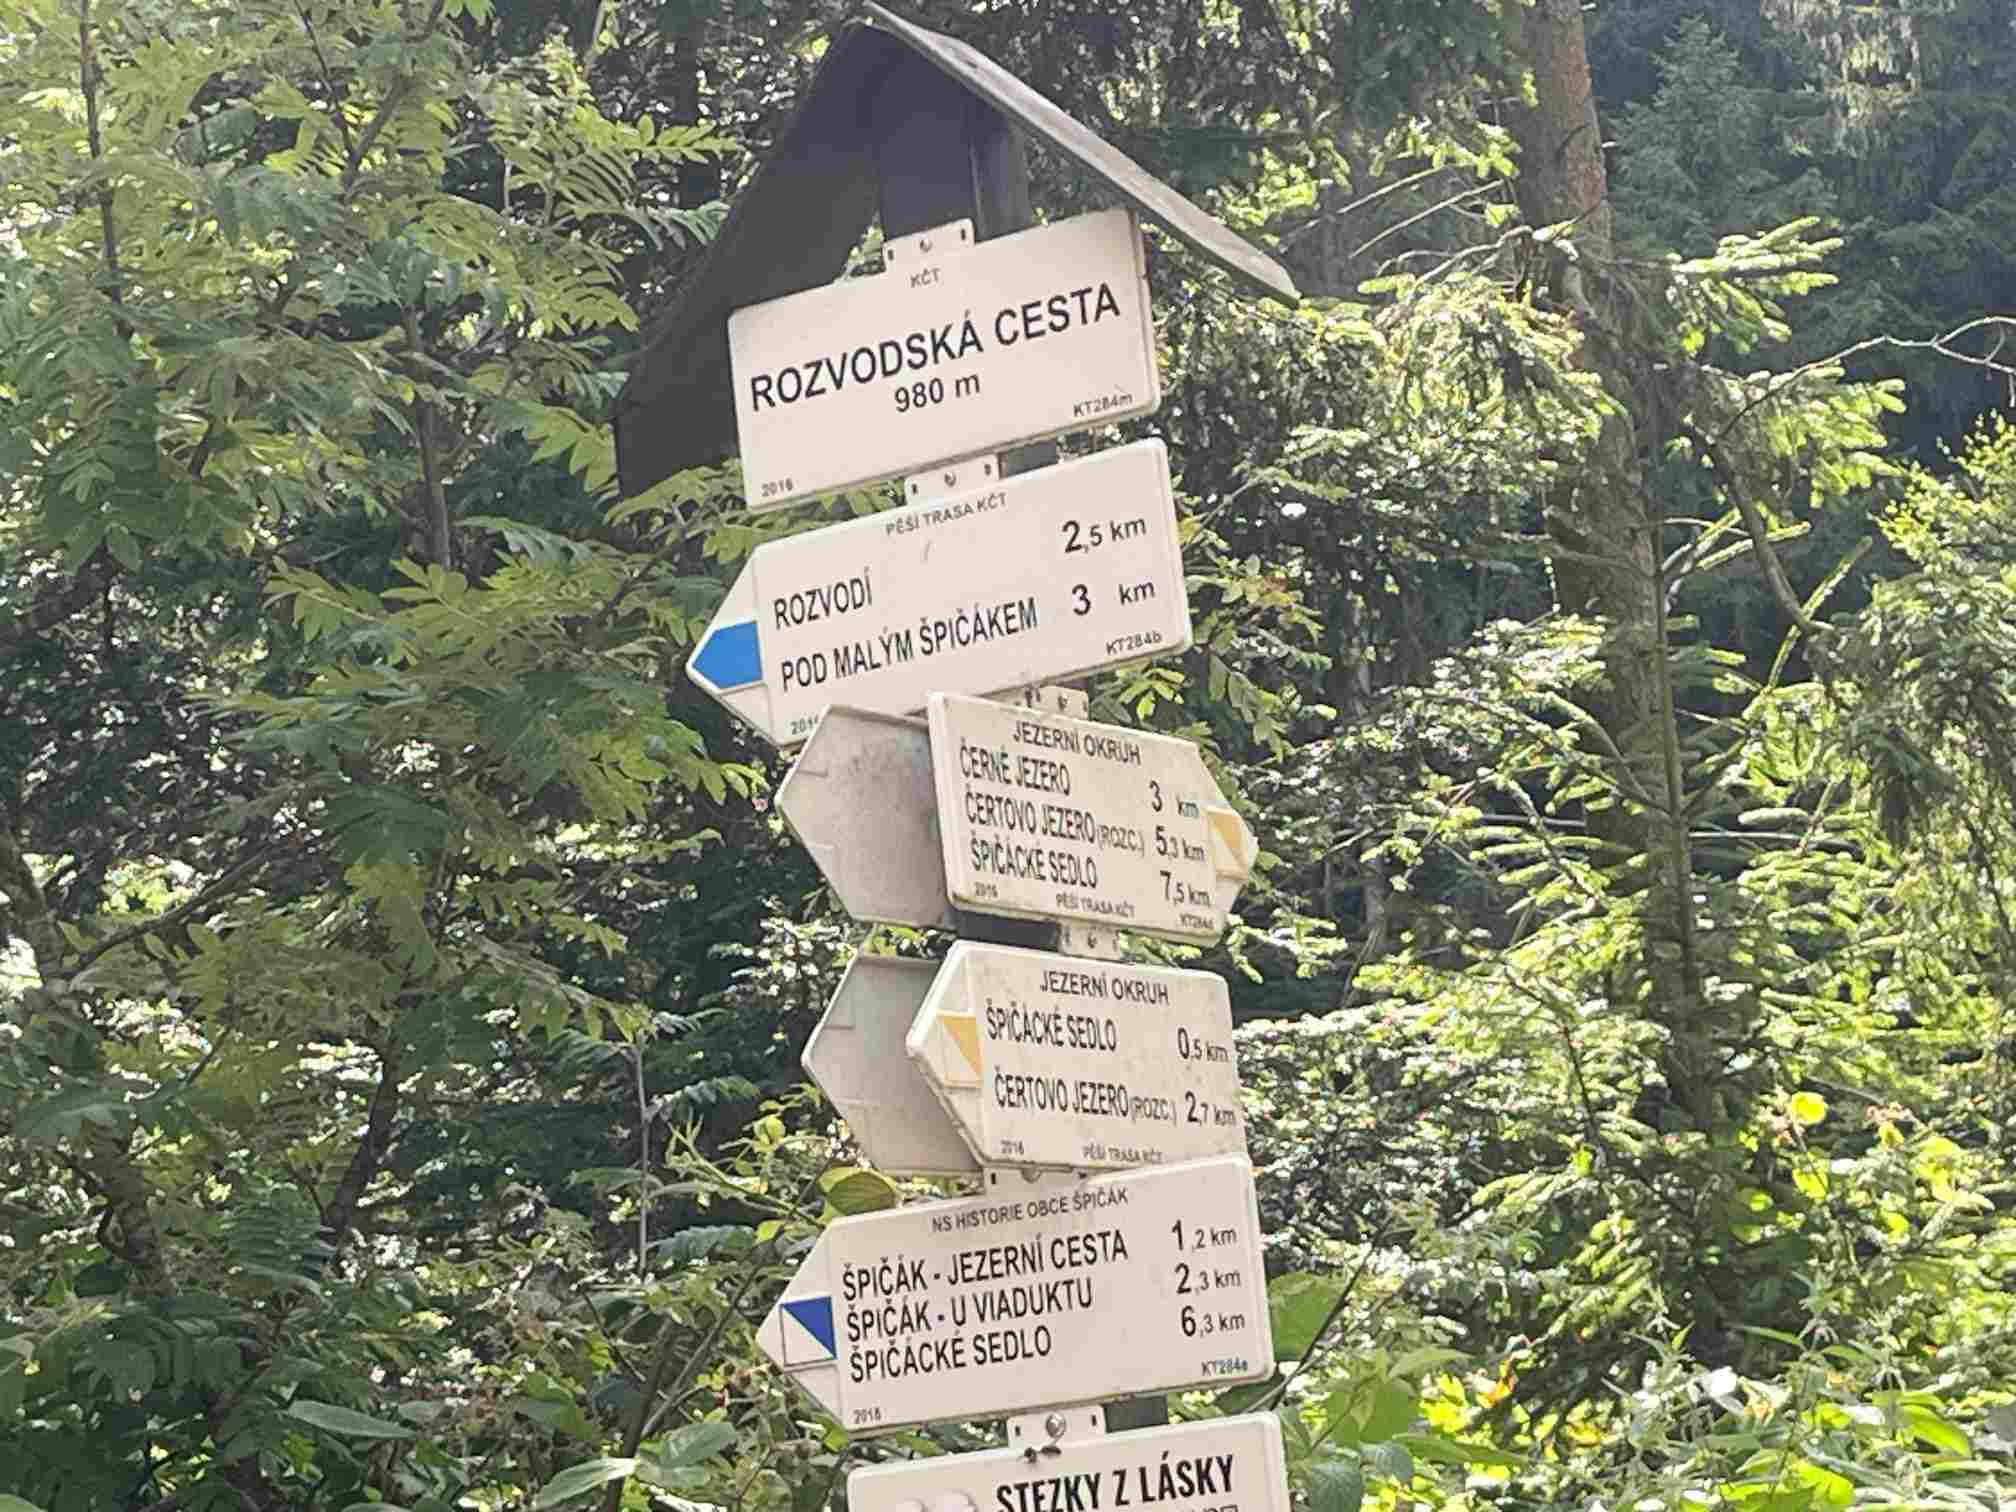 KČT
ROZVODSKÁ CESTA
980 m
KT284m
2016
PĚŠÍ TRASA KČT
ROZVODÍ 2,5 km
POD MALÝM ŠPIČÁKEM 3 km
KT284b
JEZERNÍ OKRUH
ČERNÉ JEZERO 3 km
ČERTOVO JEZERO (ROZC.) 5,3 km
ŠPIČÁCKÉ SEDLO 7,5 km
2016 PĚŠÍ TRASA KČT
JEZERNÍ OKRUH
ŠPIČÁCKÉ SEDLO 0,5 km
ČERTOVO JEZERO (ROZC.) 2,7 km
2016 PĚŠÍ TRASA KČT
NS HISTORIE OBCE ŠPIČÁK
ŠPIČÁK - JEZERNÍ CESTA 1,2 km
ŠPIČÁK - U VIADUKTU 2,3 km
ŠPIČÁCKÉ SEDLO 6,3 km
KT284e
2016
STEZKY Z LÁSKY